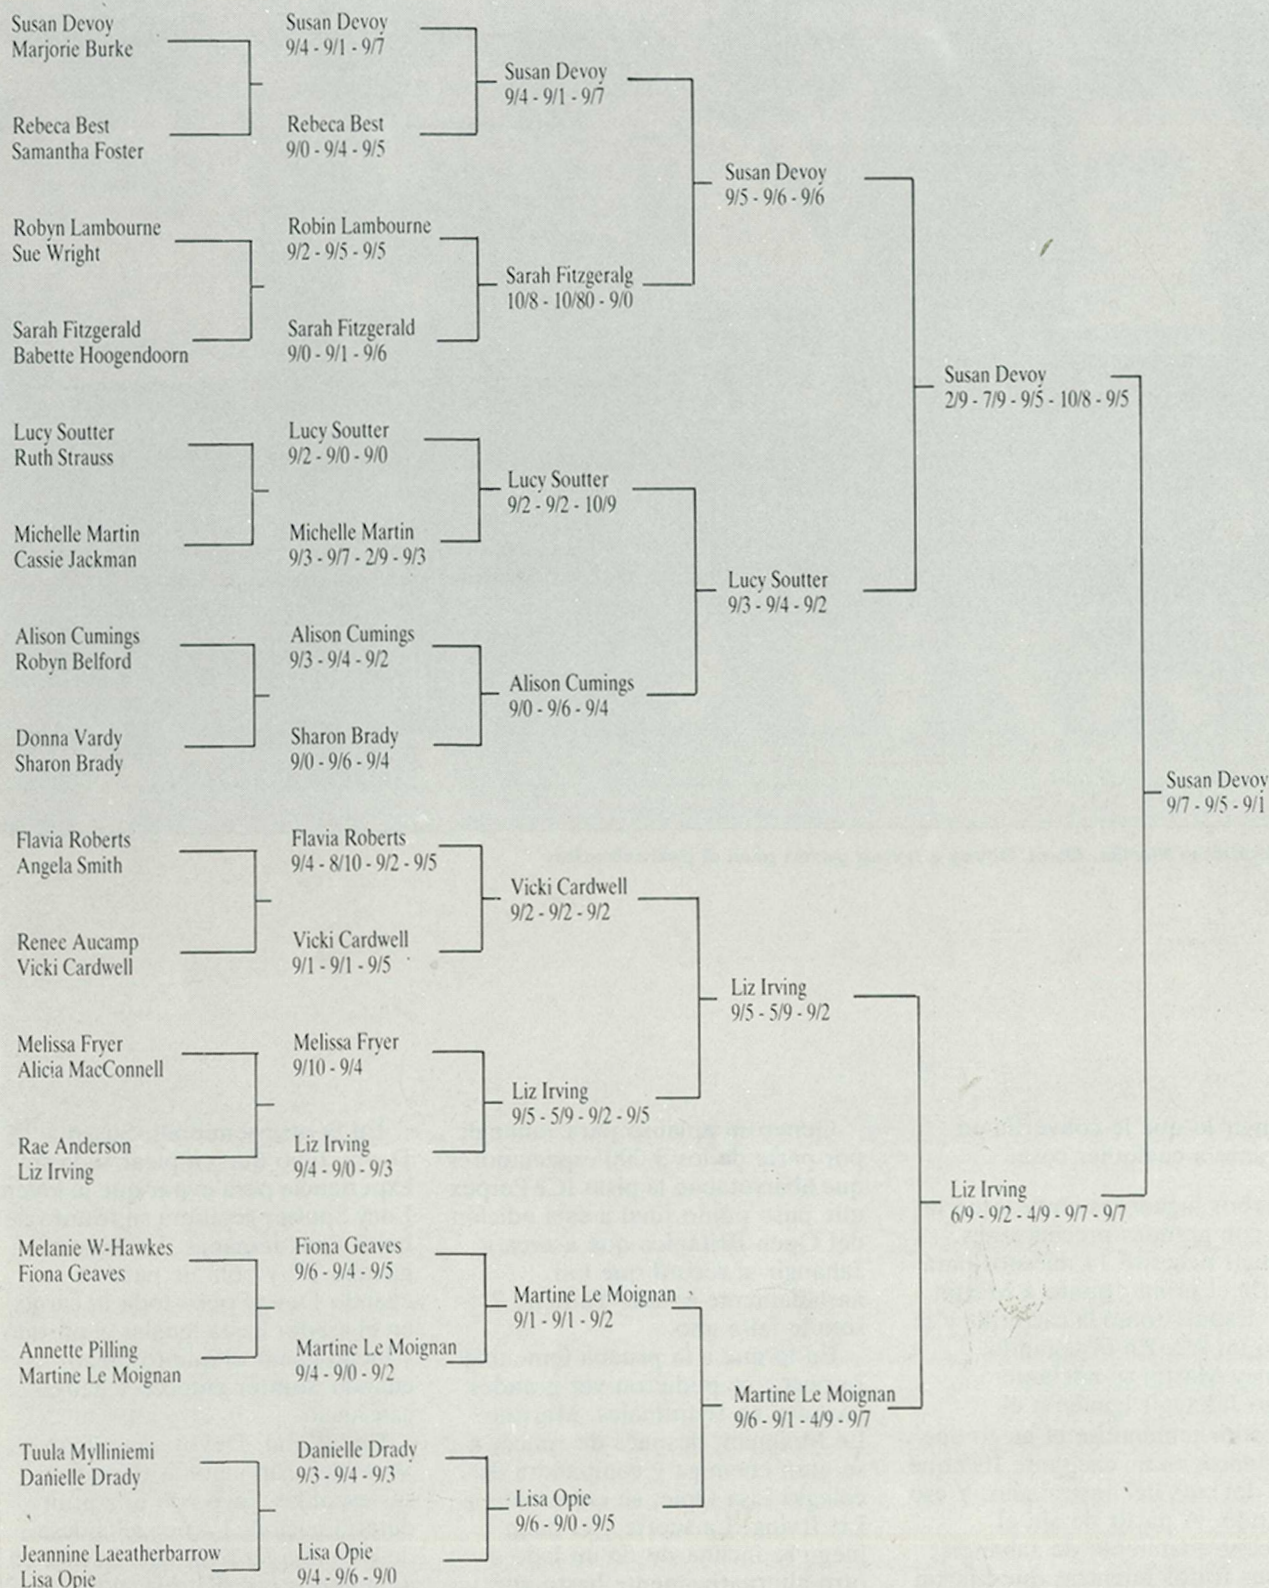 Susan Devoy
Marjorie Burke
Rebeca Best
Samantha Foster
Robyn Lambourne
Sue Wright
Sarah Fitzgerald
Babette Hoogendoorn
Lucy Soutter
Ruth Strauss
Michelle Martin
Cassie Jackman
Alison Cumings
Robyn Belford
Donna Vardy
Sharon Brady
Flavia Roberts
Angela Smith
Renee Aucamp
Vicki Cardwell
Melissa Fryer
Alicia MacConnell
Rae Anderson
Liz Irving
Melanie W-Hawkes
Fiona Geaves
Annette Pilling
Martine Le Moignan
Tuula Mylliniemi
Danielle Drady
Jeannine Laeatherbarrow
Lisa Opie
Susan Devoy
9/4 - 9/1 - 9/7
Rebeca Best
9/0 - 9/4 - 9/5
Robin Lambourne
9/2 - 9/5 - 9/5
Sarah Fitzgerald
9/0 - 9/1 - 9/6
Lucy Soutter
9/2 - 9/0 - 9/0
Michelle Martin
9/3 - 9/7 - 2/9 - 9/3
Alison Cumings
9/3 - 9/4 - 9/2
Sharon Brady
9/0 - 9/6 - 9/4
Flavia Roberts
9/4 - 8/10 - 9/2 - 9/5
Vicki Cardwell
9/1 - 9/1 - 9/5
Melissa Fryer
9/10 - 9/4
Liz Irving
9/4 - 9/0 - 9/3
Fiona Geaves
9/6 - 9/4 - 9/5
Martine Le Moignan
9/4 - 9/0 - 9/2
Danielle Drady
9/3 - 9/4 - 9/3
Lisa Opie
9/4 - 9/6 - 9/0
Susan Devoy
9/4 - 9/1 - 9/7
Sarah Fitzgeralg
10/8 - 10/80 - 9/0
Lucy Soutter
9/2 - 9/2 - 10/9
Alison Cumings
9/0 - 9/6 - 9/4
Vicki Cardwell
9/2 - 9/2 - 9/2
Liz Irving
9/5 - 5/9 - 9/2 - 9/5
Martine Le Moignan
9/1 - 9/1 - 9/2
Lisa Opie
9/6 - 9/0 - 9/5
Susan Devoy
9/5 - 9/6 - 9/6
Lucy Soutter
9/3 - 9/4 - 9/2
Liz Irving
9/5 - 5/9 - 9/2
Martine Le Moignan
9/6 - 9/1 - 4/9 - 9/7
Susan Devoy
2/9 - 7/9 - 9/5 - 10/8 - 9/5
Liz Irving
6/9 - 9/2 - 4/9 - 9/7 - 9/7
Susan Devoy
9/7 - 9/5 - 9/1